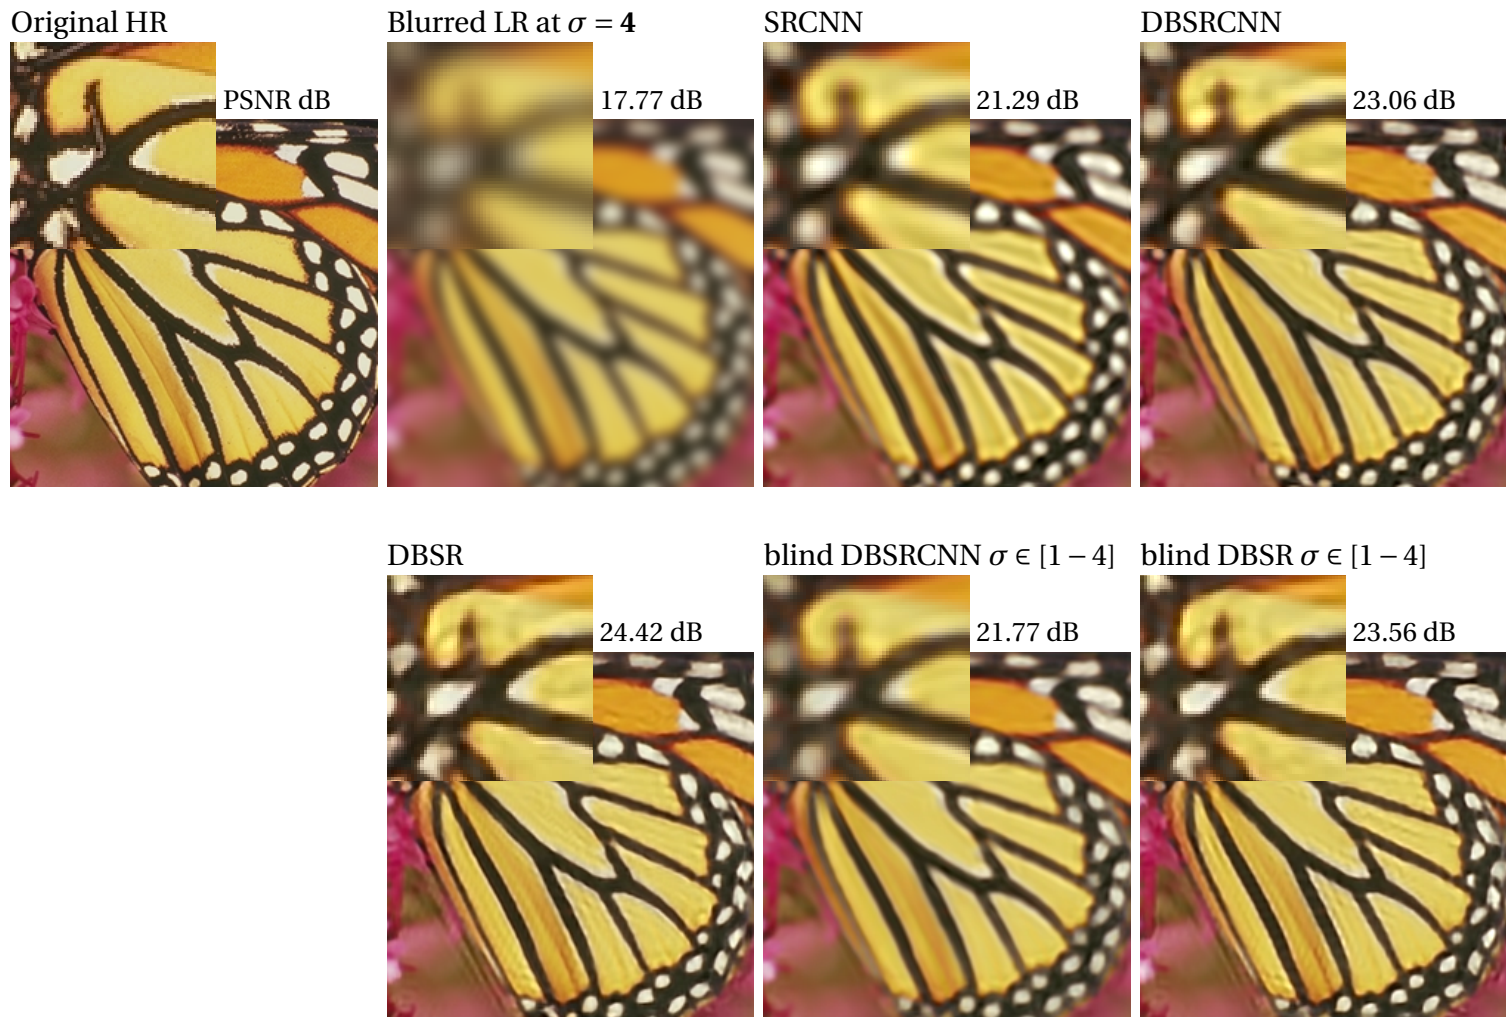 Original HR
Blurred LR at σ = 4
SRCNN
DBSRCNN
PSNR dB
17.77 dB
21.29 dB
23.06 dB
DBSR
blind DBSRCNN σ ∈ [1 − 4]
blind DBSR σ ∈ [1 − 4]
24.42 dB
21.77 dB
23.56 dB